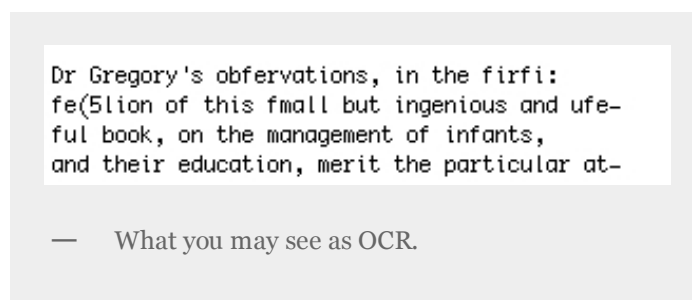 Dr Gregory's obfervations, in the firfi:
fe(5lion of this fmall but ingenious and ufe-
ful book, on the management of infants,
and their education, merit the particular at-
— What you may see as OCR.